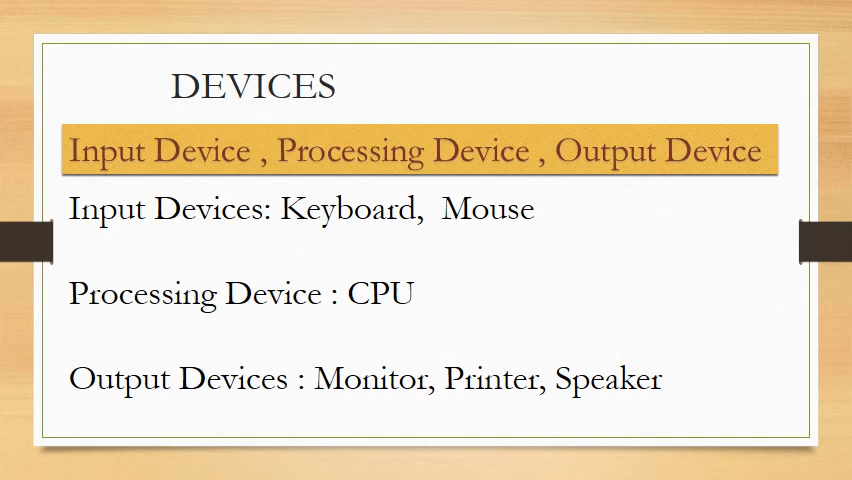 DEVICES
Input Device , Processing Device , Output Device
Input Devices: Keyboard,  Mouse
Processing Device : CPU
Output Devices : Monitor, Printer, Speaker